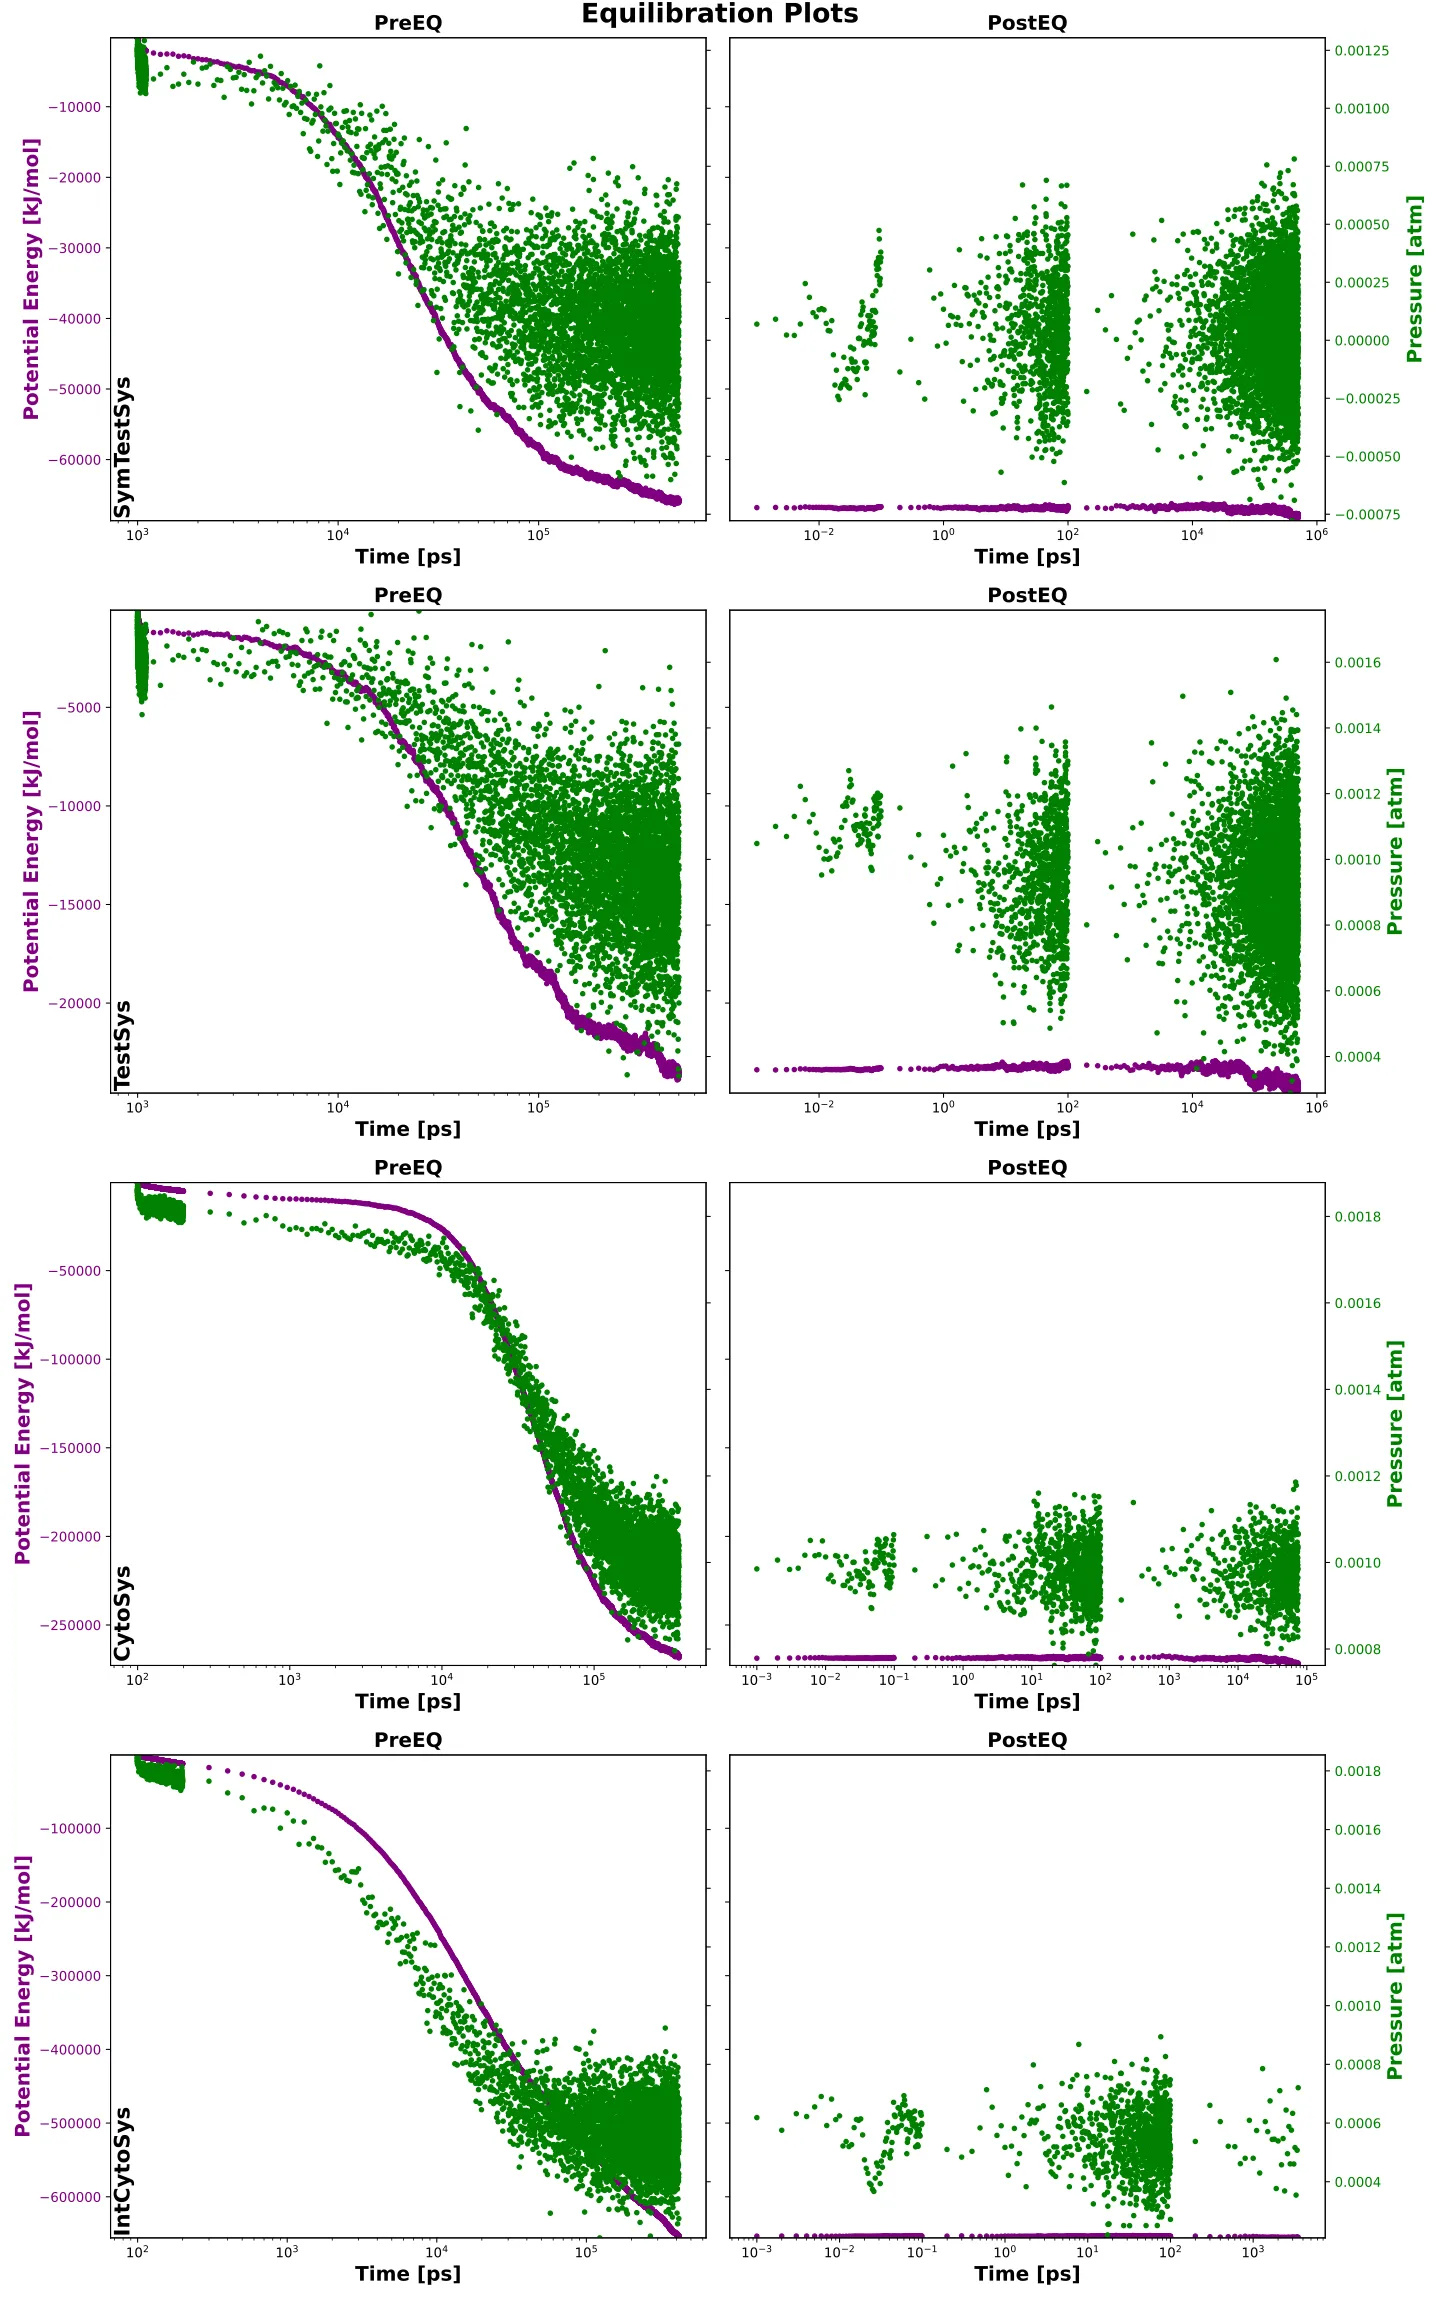 Equilibration Plots
PreEQ
PostEQ
Potential Energy [kJ/mol]
−10000
−20000
−30000
−40000
−50000
−60000
SymTestSys
10³ 10⁴ 10⁵
Time [ps]
10⁻² 10⁰ 10² 10⁴ 10⁶
Time [ps]
0.00125
0.00100
0.00075
0.00050
0.00025
0.00000
−0.00025
−0.00050
−0.00075
Pressure [atm]
PreEQ
PostEQ
Potential Energy [kJ/mol]
−5000
−10000
−15000
−20000
TestSys
10³ 10⁴ 10⁵
Time [ps]
10⁻² 10⁰ 10² 10⁴ 10⁶
Time [ps]
0.0016
0.0014
0.0012
0.0010
0.0008
0.0006
0.0004
Pressure [atm]
PreEQ
PostEQ
Potential Energy [kJ/mol]
−50000
−100000
−150000
−200000
−250000
CytoSys
10² 10³ 10⁴ 10⁵
Time [ps]
10⁻³ 10⁻² 10⁻¹ 10⁰ 10¹ 10² 10³ 10⁴ 10⁵
Time [ps]
0.0018
0.0016
0.0014
0.0012
0.0010
0.0008
Pressure [atm]
PreEQ
PostEQ
Potential Energy [kJ/mol]
−100000
−200000
−300000
−400000
−500000
−600000
IntCytoSys
10² 10³ 10⁴ 10⁵
Time [ps]
10⁻³ 10⁻² 10⁻¹ 10⁰ 10¹ 10² 10³
Time [ps]
0.0018
0.0016
0.0014
0.0012
0.0010
0.0008
0.0006
0.0004
Pressure [atm]